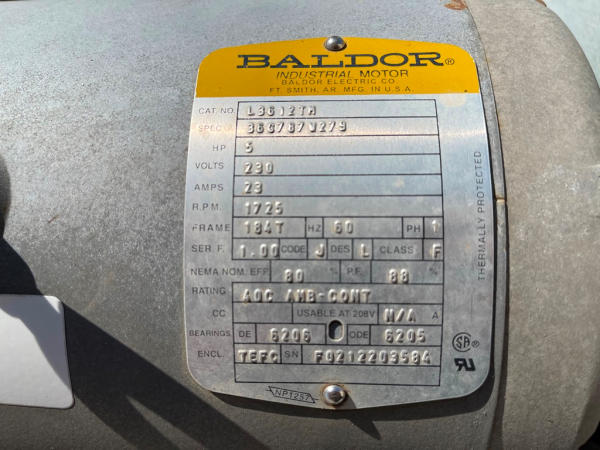 BALDOR®
INDUSTRIAL MOTOR
BALDOR ELECTRIC CO.
FT. SMITH, AR. MFG. IN U.S.A.
CAT. NO. L3612TM
SPEC. 36C767W279
HP 5
VOLTS 230
AMPS 23
R.P.M. 1725
FRAME 184T HZ 60 PH 1
SER. F. 1.00 CODE J DES L CLASS F
NEMA NOM. EFF. 80 % P.F. 88 %
RATING 40C AMB-CONT
CC USABLE AT 208V N/A A
BEARINGS DE 6206 ODE 6205
ENCL. TEFC SN F0212203584
THERMALLY PROTECTED
SA®
NP1257